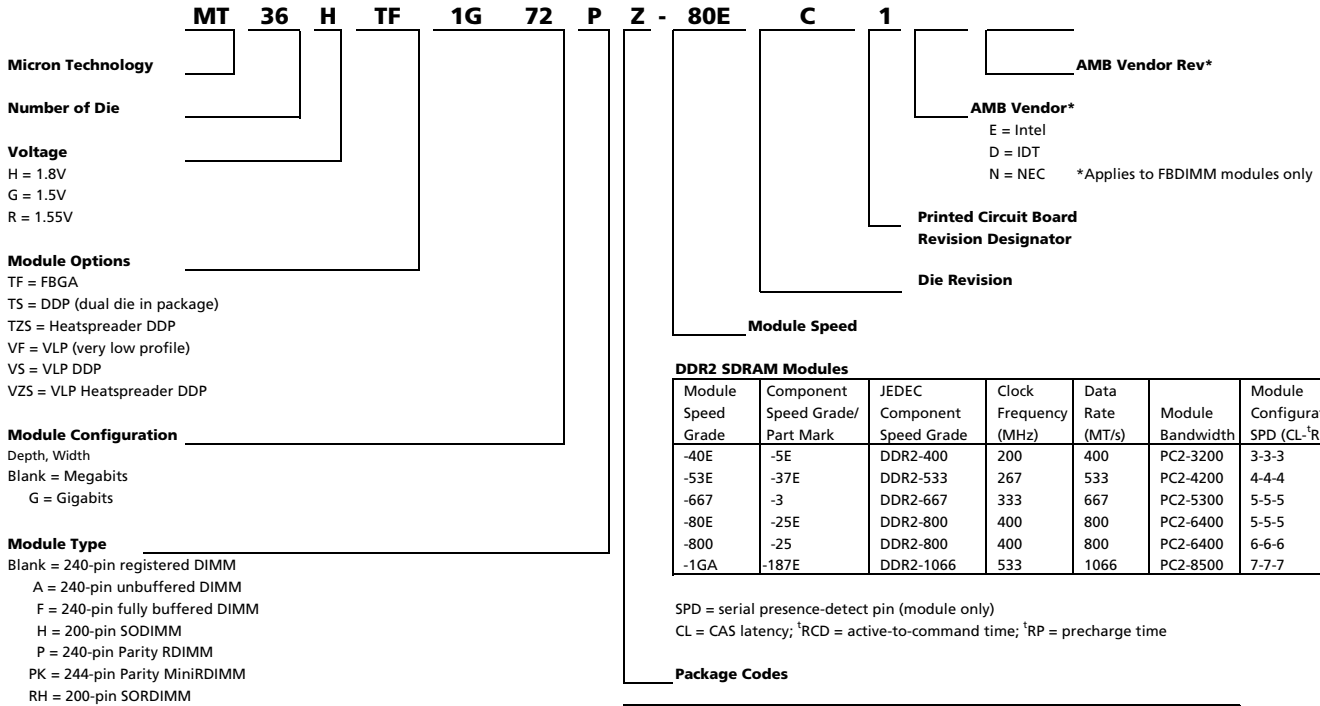 MT 36 H TF 1G 72 P Z - 80E C 1
Micron Technology
Number of Die
Voltage
H = 1.8V
G = 1.5V
R = 1.55V
Module Options
TF = FBGA
TS = DDP (dual die in package)
TZS = Heatspreader DDP
VF = VLP (very low profile)
VS = VLP DDP
VZS = VLP Heatspreader DDP
Module Configuration
Depth, Width
Blank = Megabits
G = Gigabits
Module Type
Blank = 240-pin registered DIMM
A = 240-pin unbuffered DIMM
F = 240-pin fully buffered DIMM
H = 200-pin SODIMM
P = 240-pin Parity RDIMM
PK = 244-pin Parity MiniRDIMM
RH = 200-pin SORDIMM
AMB Vendor Rev*
AMB Vendor*
E = Intel
D = IDT
N = NEC *Applies to FBDIMM modules only
Printed Circuit Board
Revision Designator
Die Revision
Module Speed
DDR2 SDRAM Modules
Module Component JEDEC Clock Data Module
Speed Speed Grade/ Component Frequency Rate Module
Grade Part Mark Speed Grade (MHz) (MT/s) Bandwidth SPD (CL-tR
-40E -5E DDR2-400 200 400 PC2-3200 3-3-3
-53E -37E DDR2-533 267 533 PC2-4200 4-4-4
-667 -3 DDR2-667 333 667 PC2-5300 5-5-5
-80E -25E DDR2-800 400 800 PC2-6400 5-5-5
-800 -25 DDR2-800 400 800 PC2-6400 6-6-6
-1GA -187E DDR2-1066 533 1066 PC2-8500 7-7-7
SPD = serial presence-detect pin (module only)
CL = CAS latency; tRCD = active-to-command time; tRP = precharge time
Package Codes